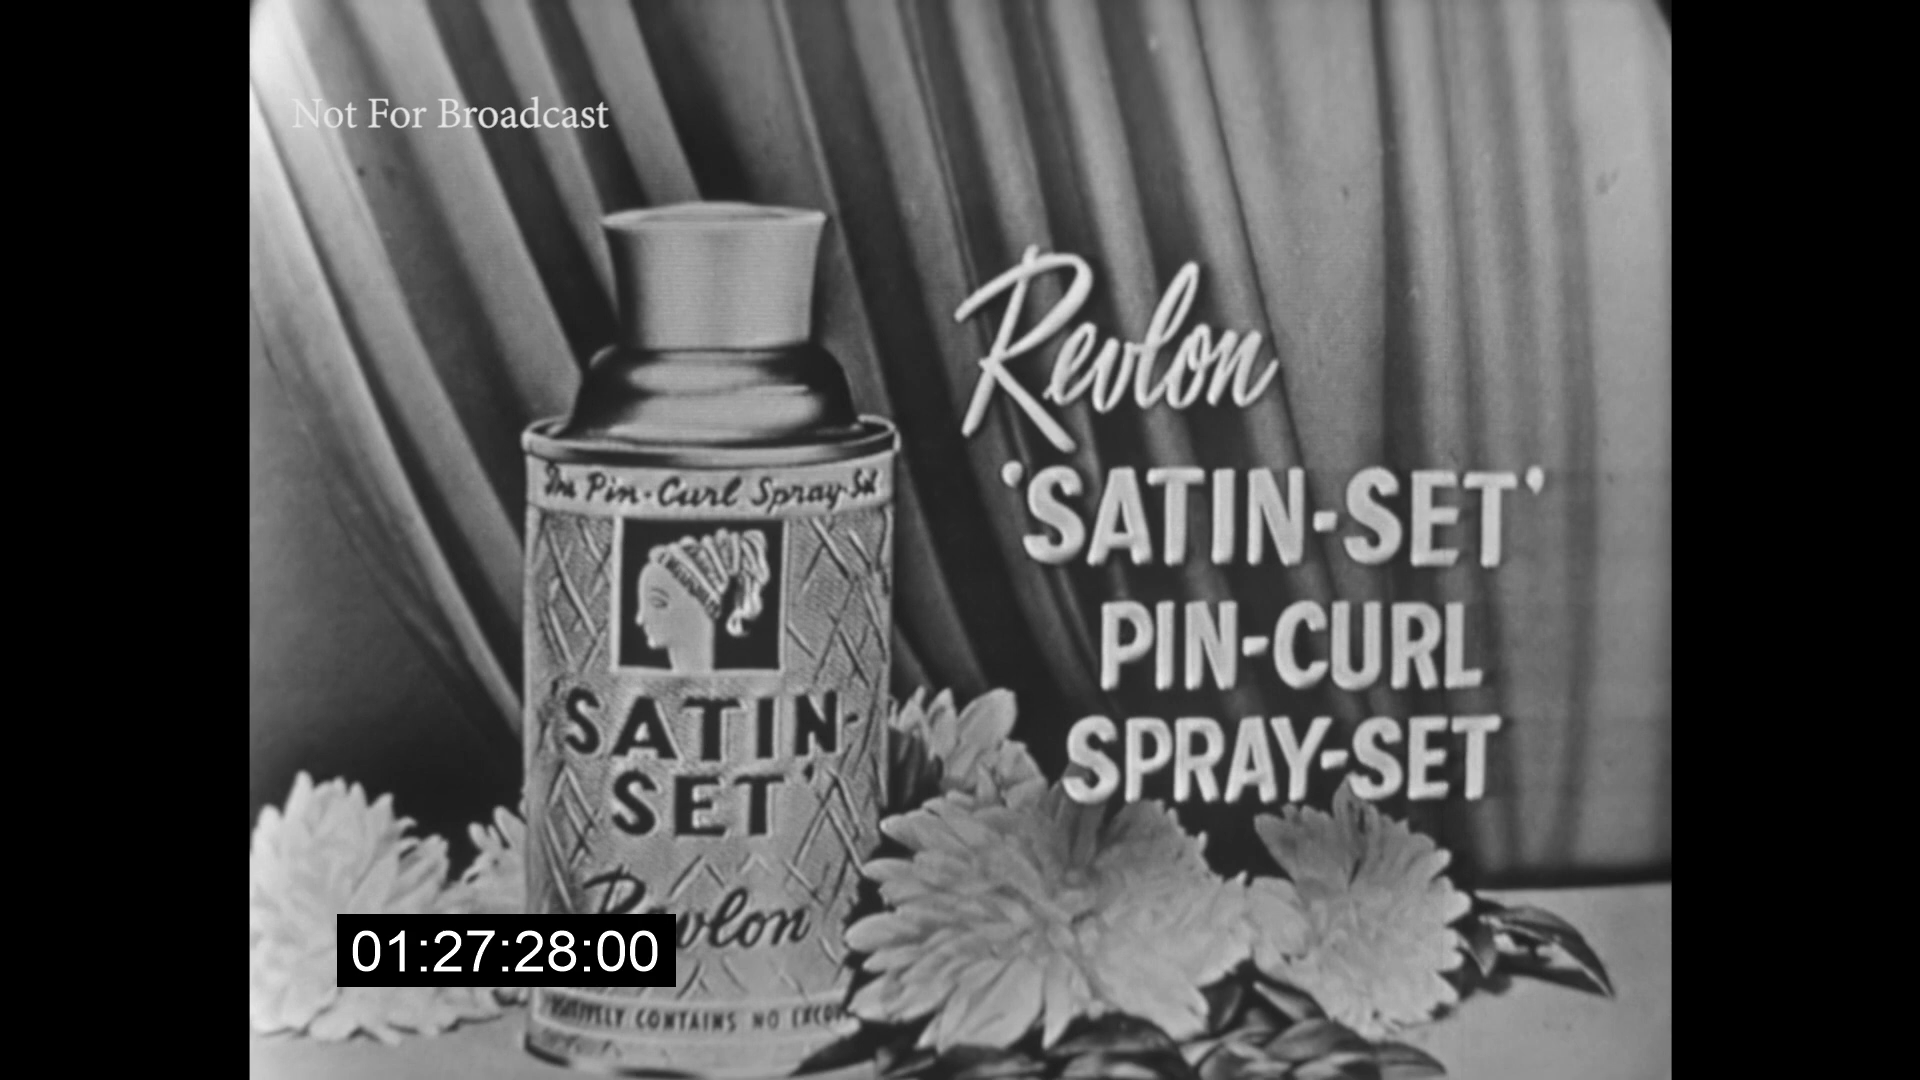 Not For Broadcast
Revlon
'SATIN-SET'
PIN-CURL
SPRAY-SET
Pin-Curl Spray-Set
'SATIN-
SET'
Revlon
CONTAINS NO
01:27:28:00